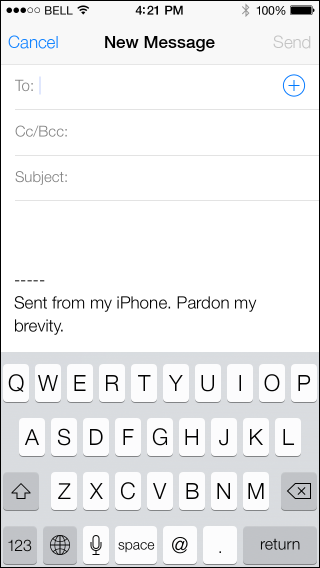 BELL 4:21 PM 100%
Cancel New Message Send
To:
Cc/Bcc:
Subject:
-----
Sent from my iPhone. Pardon my
brevity.
Q W E R T Y U I O P
A S D F G H J K L
Z X C V B N M
123 space @ . return